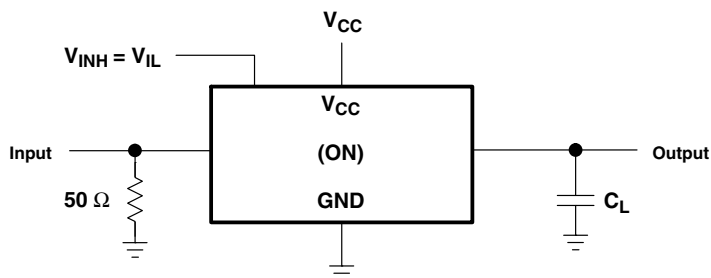 V_CC
V_INH = V_IL
V_CC
Input
(ON)
Output
50 Ω
GND
C_L